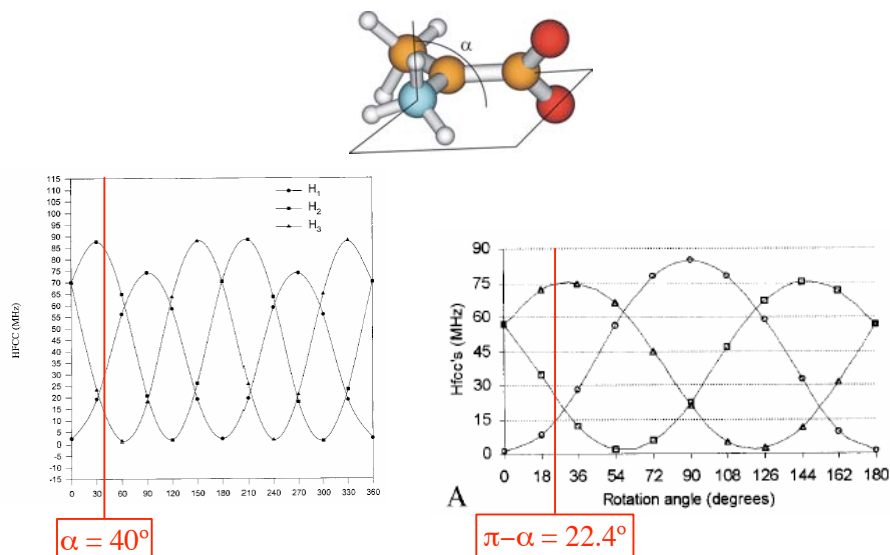 α
115
110
105
100
95
90
85
80
75
70
65
60
55
50
45
40
35
30
25
20
15
10
5
0
-5
-10
-15
HFCC (MHz)
H₁
H₂
H₃
0 30 60 90 120 150 180 210 240 270 300 330 360
α = 40º
90
75
60
45
30
15
0
Hfcc's (MHz)
0 18 36 54 72 90 108 126 144 162 180
A
Rotation angle (degrees)
π−α = 22.4º